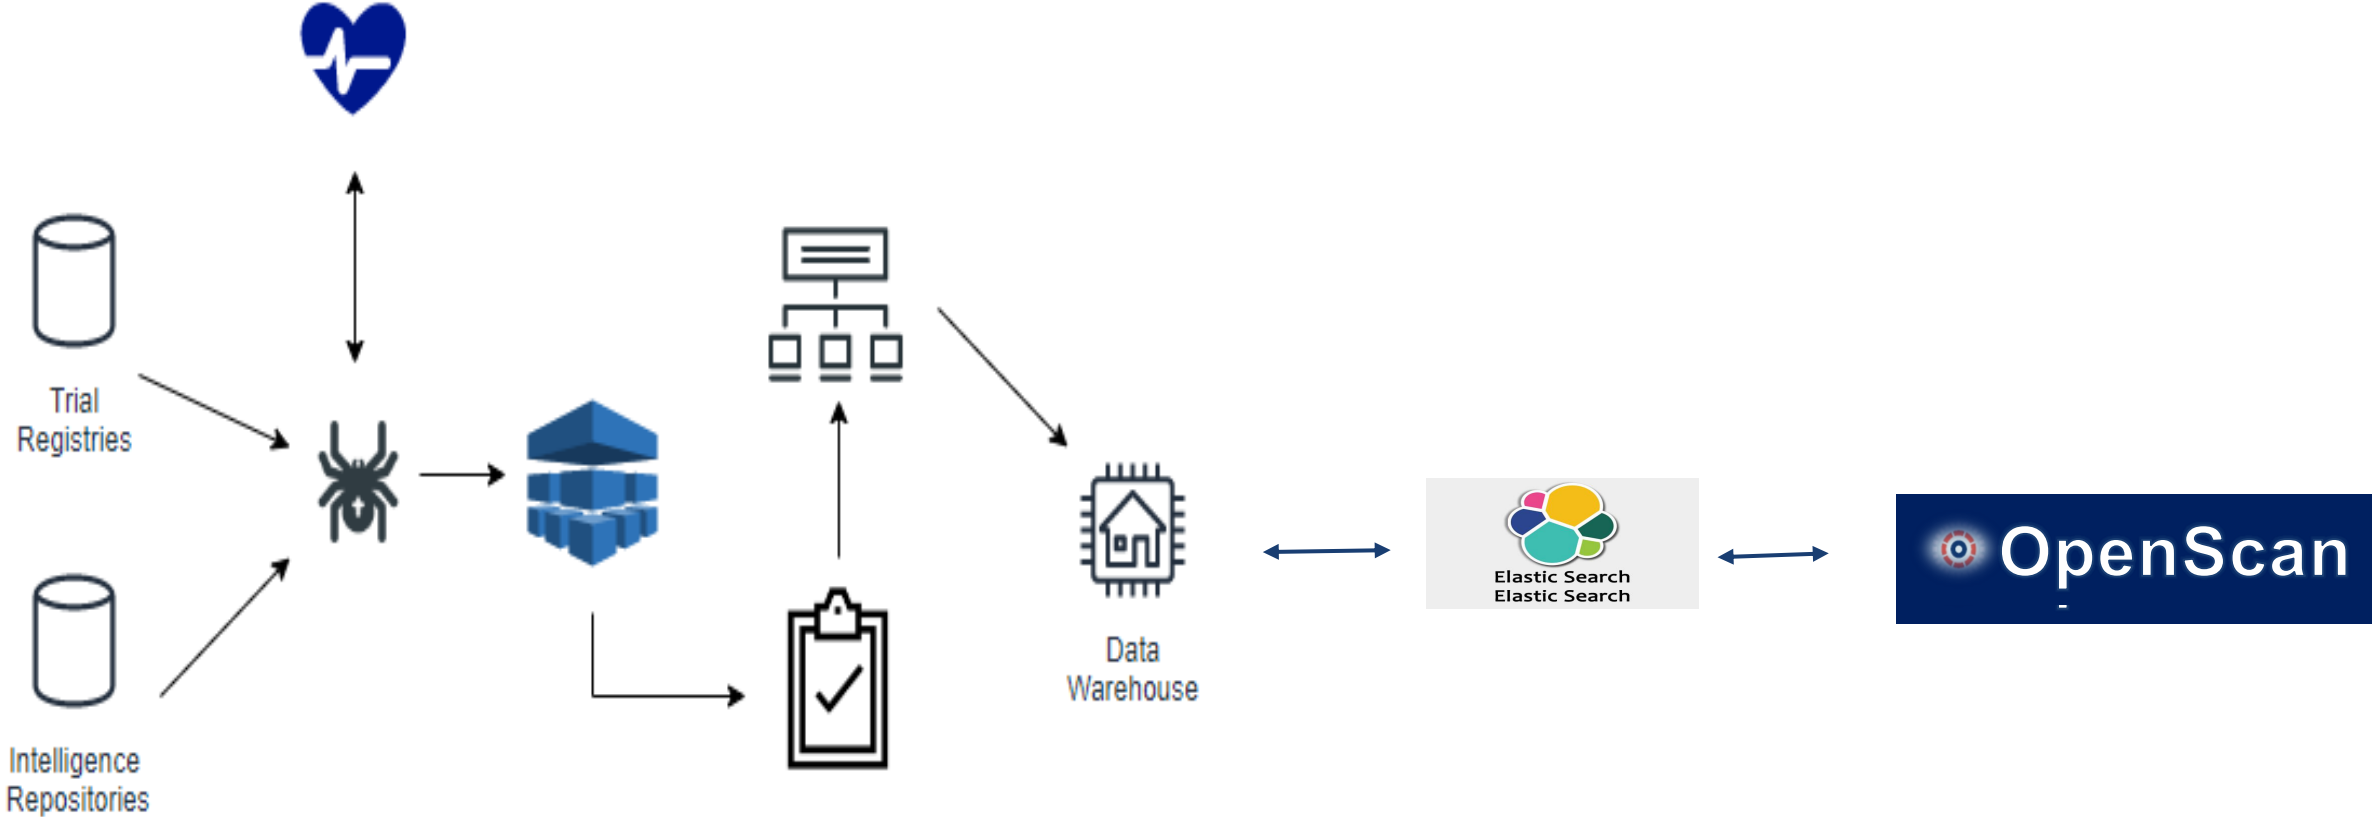 Trial
Registries
Intelligence
Repositories
Data
Warehouse
Elastic Search
Elastic Search
OpenScan